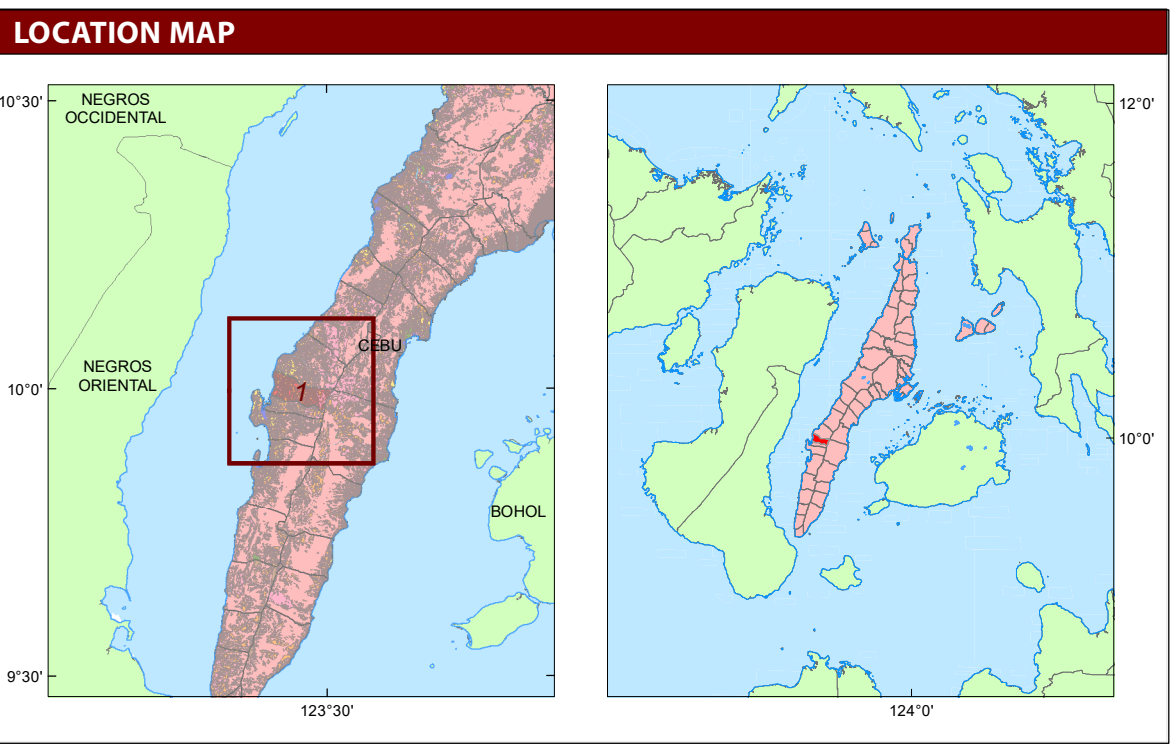 LOCATION MAP
10°30'
NEGROS
OCCIDENTAL
CEBU
NEGROS
ORIENTAL
10°0'
1
BOHOL
9°30'
123°30'
12°0'
10°0'
124°0'